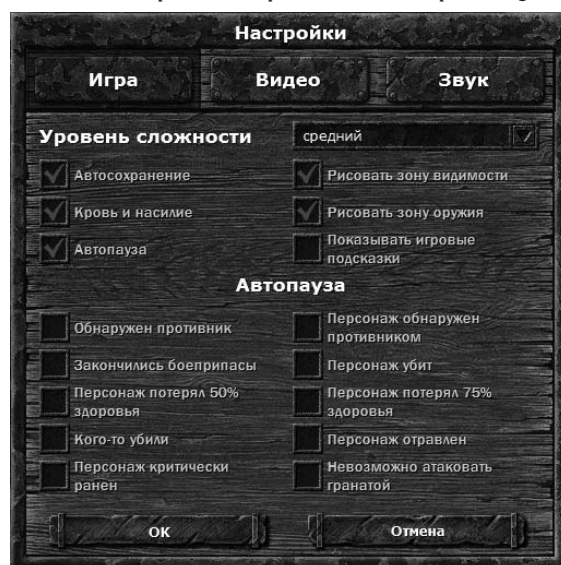 Настройки
Игра Видео Звук
Уровень сложности средний
Автосохранение Рисовать зону видимости
Кровь и насилие Рисовать зону оружия
Автопауза Показывать игровые
подсказки
Автопауза
Обнаружен противник Персонаж обнаружен
противником
Закончились боеприпасы Персонаж убит
Персонаж потерял 50%
здоровья
Персонаж потерял 75%
здоровья
Кого-то убили Персонаж отравлен
Персонаж критически
ранен
Невозможно атаковать
гранатой
ОК Отмена